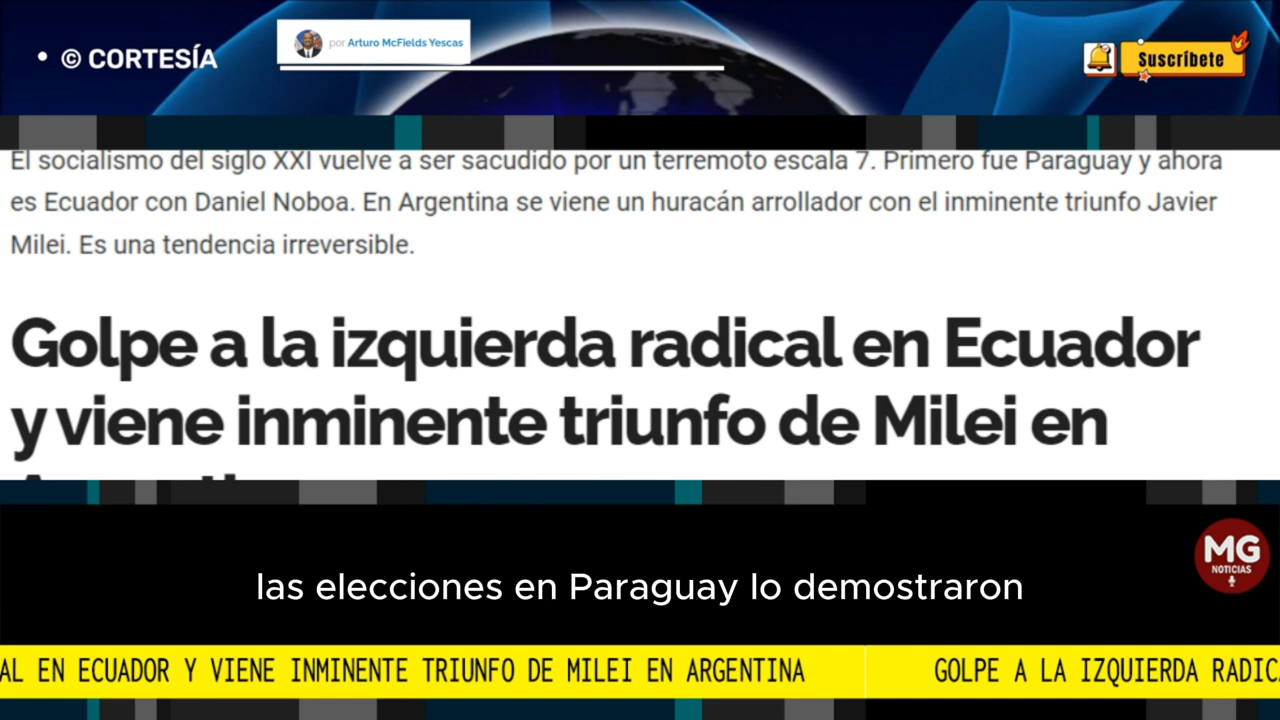 • © CORTESÍA
por Arturo McFields Yescas
Suscríbete
El socialismo del siglo XXI vuelve a ser sacudido por un terremoto escala 7. Primero fue Paraguay y ahora
es Ecuador con Daniel Noboa. En Argentina se viene un huracán arrollador con el inminente triunfo Javier
Milei. Es una tendencia irreversible.
Golpe a la izquierda radical en Ecuador
y viene inminente triunfo de Milei en
las elecciones en Paraguay lo demostraron
MG
NOTICIAS
AL EN ECUADOR Y VIENE INMINENTE TRIUNFO DE MILEI EN ARGENTINA
GOLPE A LA IZQUIERDA RADICA